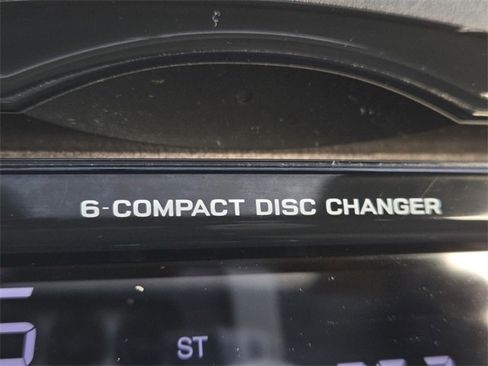 6-COMPACT DISC CHANGER
ST